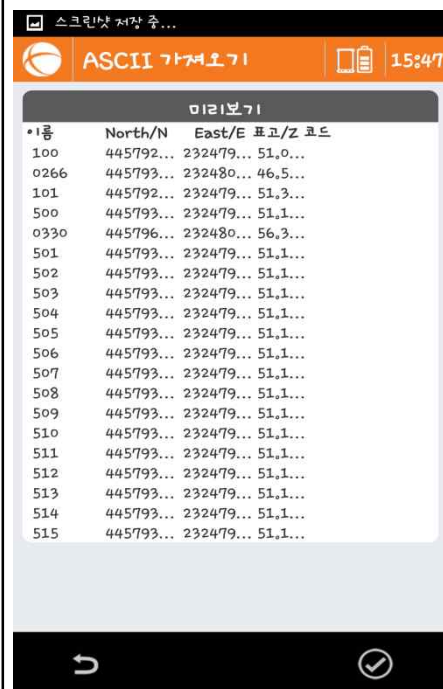 스크린샷 저장 중...
ASCII 가져오기 15:47
미리보기
이름 North/N East/E 표고/Z 코드
100 445792... 232479... 51.0...
0266 445793... 232480... 46.5...
101 445792... 232479... 51.3...
500 445793... 232479... 51.1...
0330 445796... 232480... 56.3...
501 445793... 232479... 51.1...
502 445793... 232479... 51.1...
503 445793... 232479... 51.1...
504 445793... 232479... 51.1...
505 445793... 232479... 51.1...
506 445793... 232479... 51.1...
507 445793... 232479... 51.1...
508 445793... 232479... 51.1...
509 445793... 232479... 51.1...
510 445793... 232479... 51.1...
511 445793... 232479... 51.1...
512 445793... 232479... 51.1...
513 445793... 232479... 51.1...
514 445793... 232479... 51.1...
515 445793... 232479... 51.1...